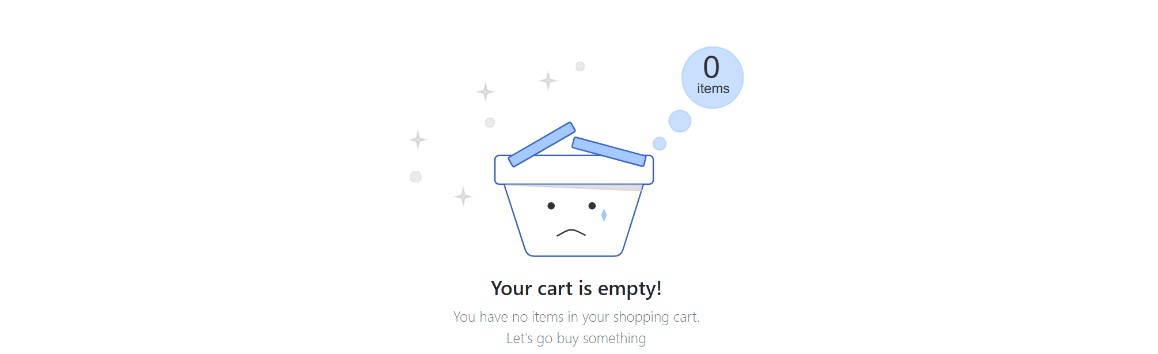 0
items
Your cart is empty!
You have no items in your shopping cart.
Let's go buy something